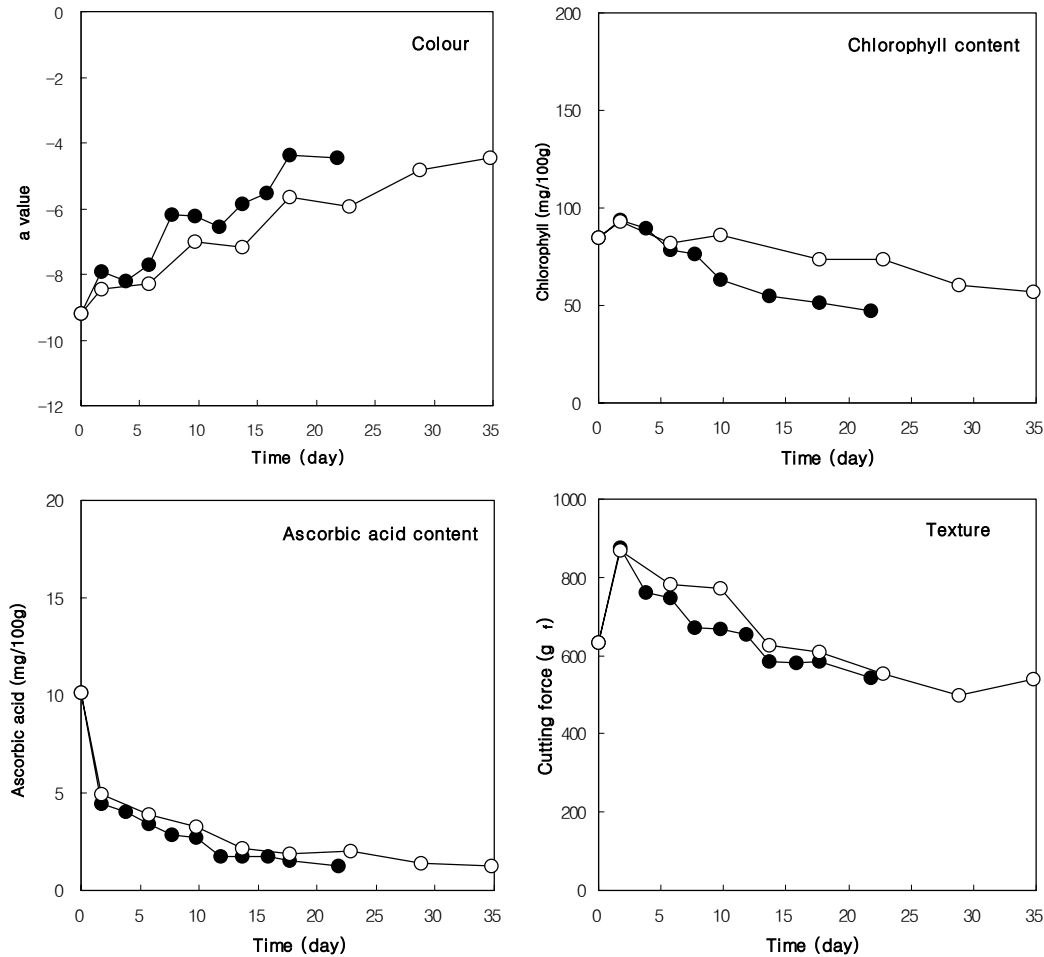 0
−2
−4
−6
−8
−10
−12
a value
Colour
0 5 10 15 20 25 30 35
Time (day)
200
150
100
50
0
Chlorophyll (mg/100g)
Chlorophyll content
0 5 10 15 20 25 30 35
Time (day)
20
15
10
5
0
Ascorbic acid (mg/100g)
Ascorbic acid content
0 5 10 15 20 25 30 35
Time (day)
1000
800
600
400
200
0
Cutting force (g f)
Texture
0 5 10 15 20 25 30 35
Time (day)